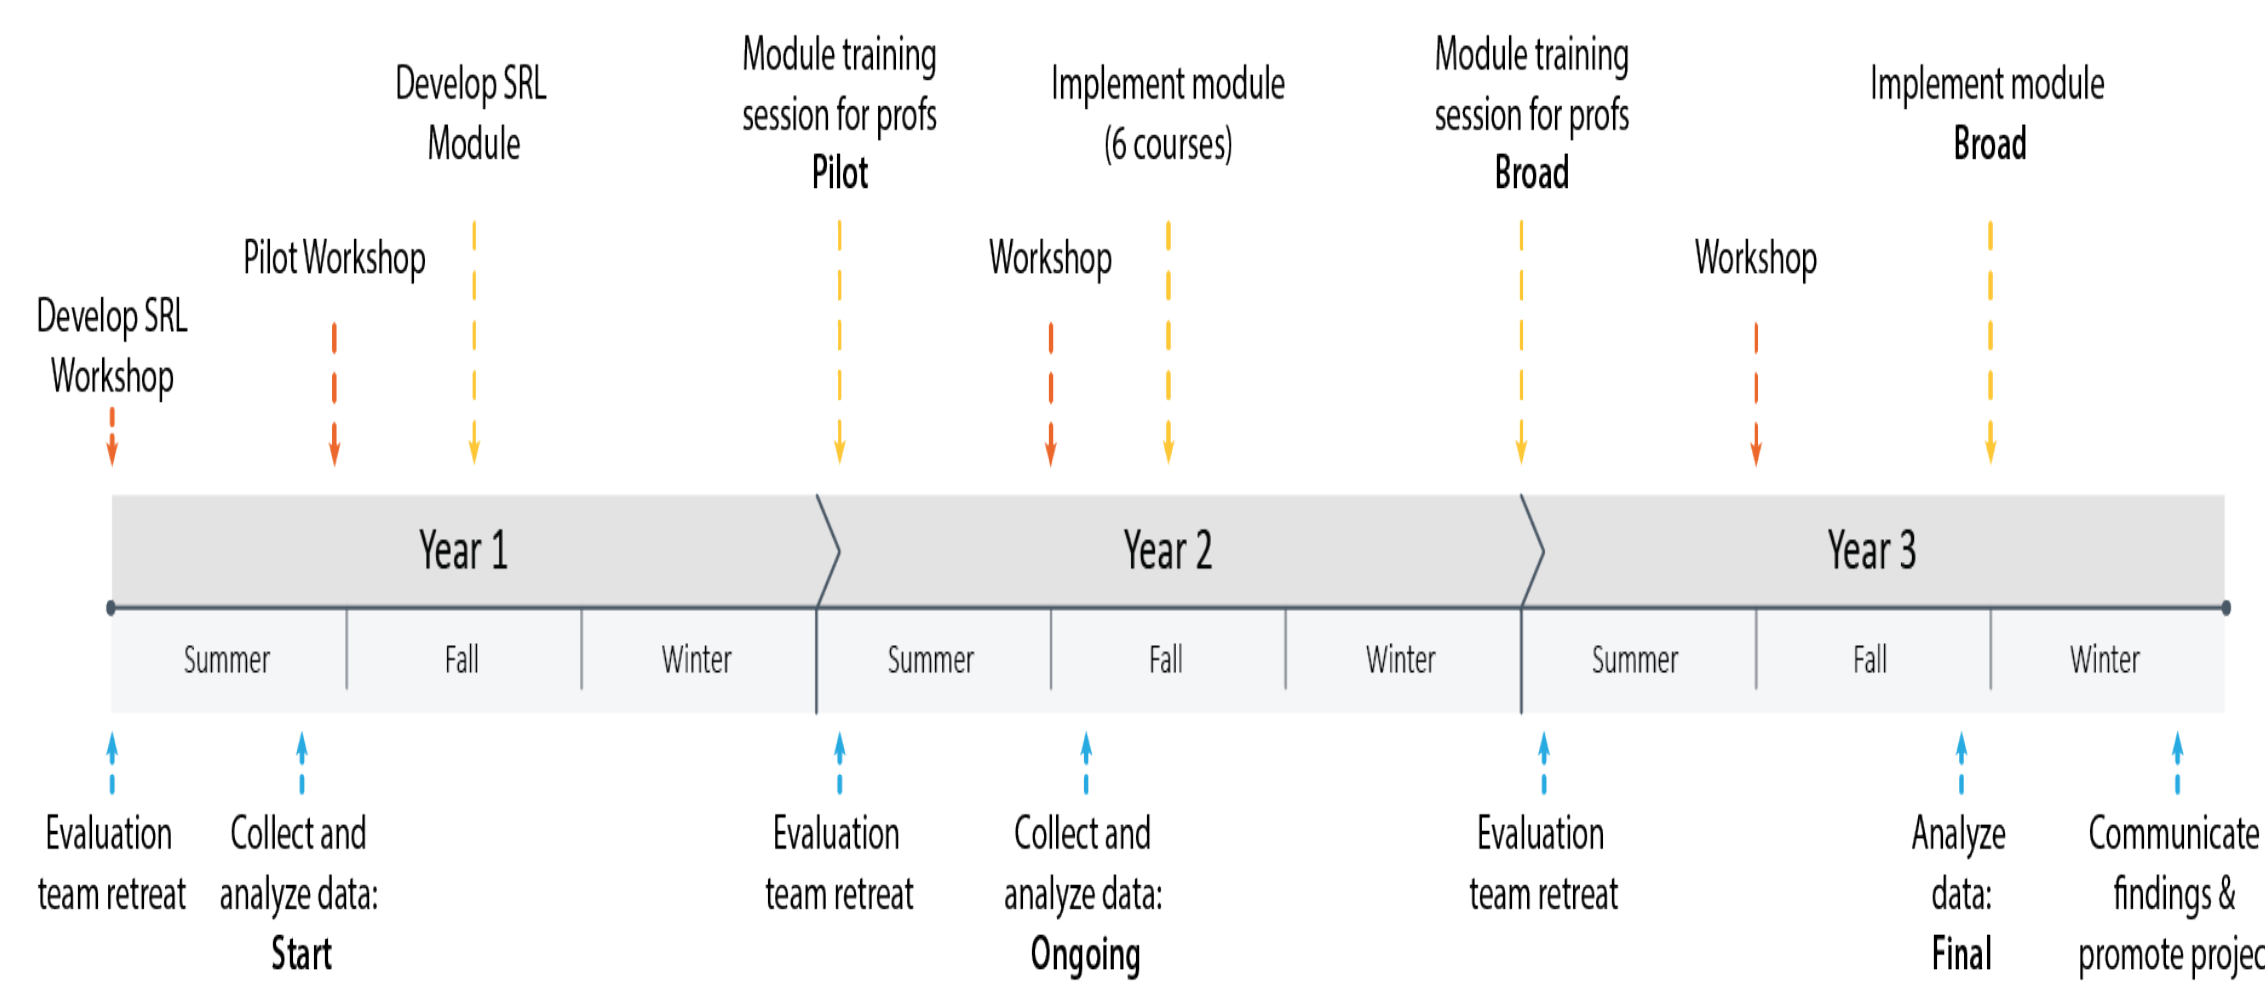 Develop SRL
Workshop
Pilot Workshop
Develop SRL
Module
Module training
session for profs
Pilot
Workshop
Implement module
(6 courses)
Module training
session for profs
Broad
Workshop
Implement module
Broad
Year 1
Year 2
Year 3
Summer
Fall
Winter
Summer
Fall
Winter
Summer
Fall
Winter
Evaluation
team retreat
Collect and
analyze data:
Start
Evaluation
team retreat
Collect and
analyze data:
Ongoing
Evaluation
team retreat
Analyze
data:
Final
Communicate
findings &
promote projec